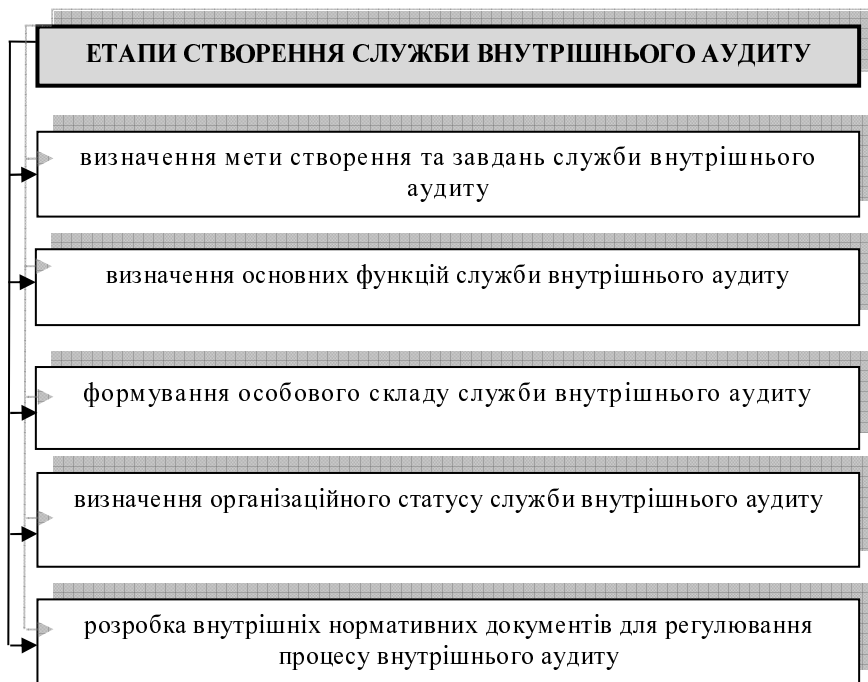 ЕТАПИ СТВОРЕННЯ СЛУЖБИ ВНУТРІШНЬОГО АУДИТУ
визначення мети створення та завдань служби внутрішнього
аудиту
визначення основних функцій служби внутрішнього аудиту
формування особового складу служби внутрішнього аудиту
визначення організаційного статусу служби внутрішнього аудиту
розробка внутрішніх нормативних документів для регулювання
процесу внутрішнього аудиту